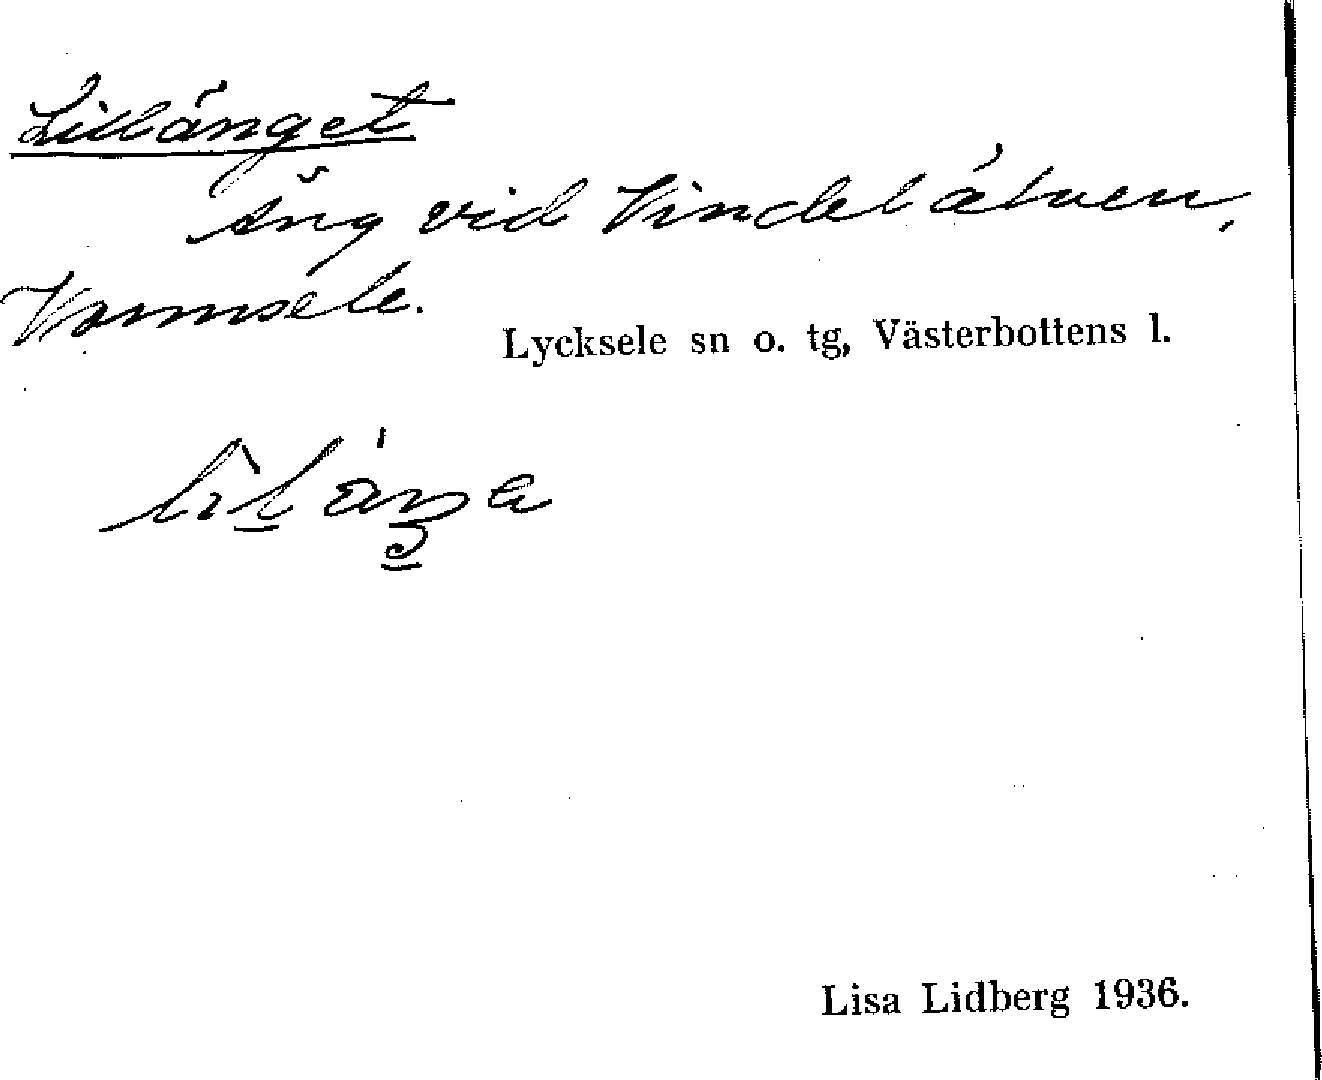 Lillänget
Äng vid Vindelälven,
Vormsele.
Lycksele sn o. tg, Västerbottens l.
Lisa Lidberg 1936.